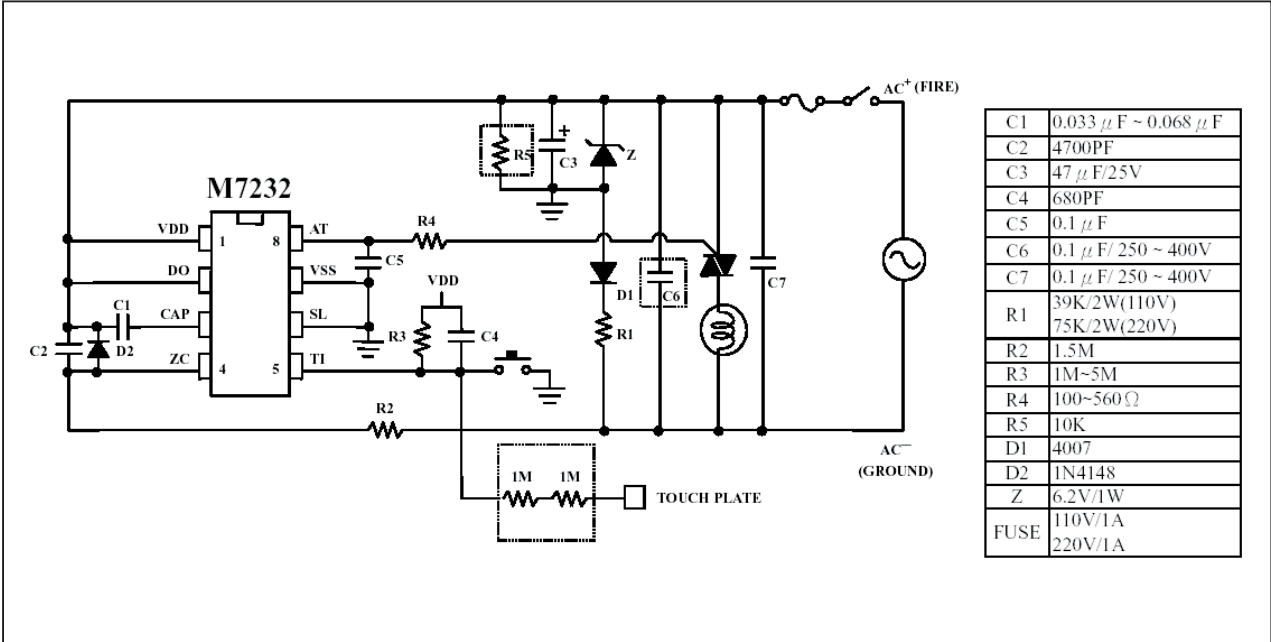 AC+ (FIRE)
R5
C3
+
Z
M7232
VDD
1
8
AT
R4
DO
VSS
C5
VDD
C1
CAP
SL
R3
C4
D1
C6
C7
R1
C2
D2
ZC
4
5
TI
R2
AC−
(GROUND)
1M
1M
TOUCH PLATE
C1 0.033 μF ~ 0.068 μF
C2 4700PF
C3 47 μF/25V
C4 680PF
C5 0.1 μF
C6 0.1 μF/ 250 ~ 400V
C7 0.1 μF/ 250 ~ 400V
R1 39K/2W(110V)
75K/2W(220V)
R2 1.5M
R3 1M~5M
R4 100~560Ω
R5 10K
D1 4007
D2 1N4148
Z 6.2V/1W
FUSE 110V/1A
220V/1A